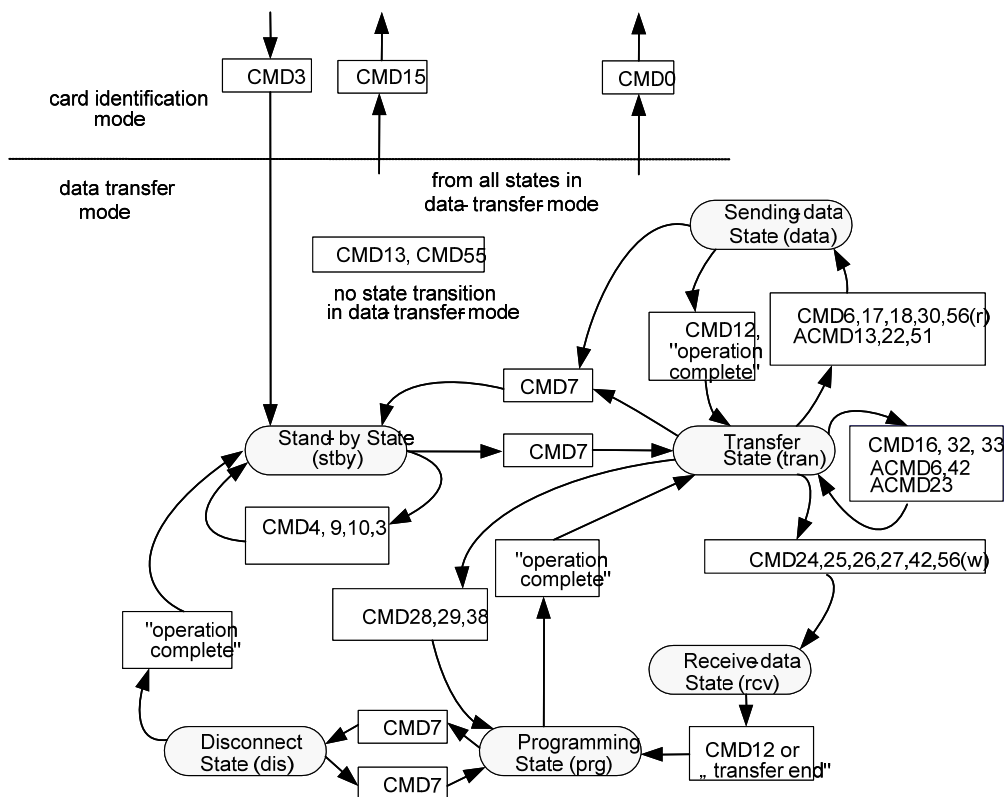 CMD3
CMD15
CMD0
card identification
mode
data transfer
mode
from all states in
data-transfer-mode
Sending-data
State (data)
CMD13, CMD55
no state transition
in data-transfer-mode
CMD12,
"operation
complete"
CMD6,17,18,30,56(r)
ACMD13,22,51
CMD7
Stand-by State
(stby)
CMD7
Transfer
State (tran)
CMD16, 32, 33
ACMD6,42
ACMD23
CMD4, 9,10,3
"operation
complete"
CMD24,25,26,27,42,56(w)
CMD28,29,38
"operation
complete"
Receive-data
State (rcv)
CMD7
Disconnect
State (dis)
Programming
State (prg)
CMD12 or
„ transfer end"
CMD7